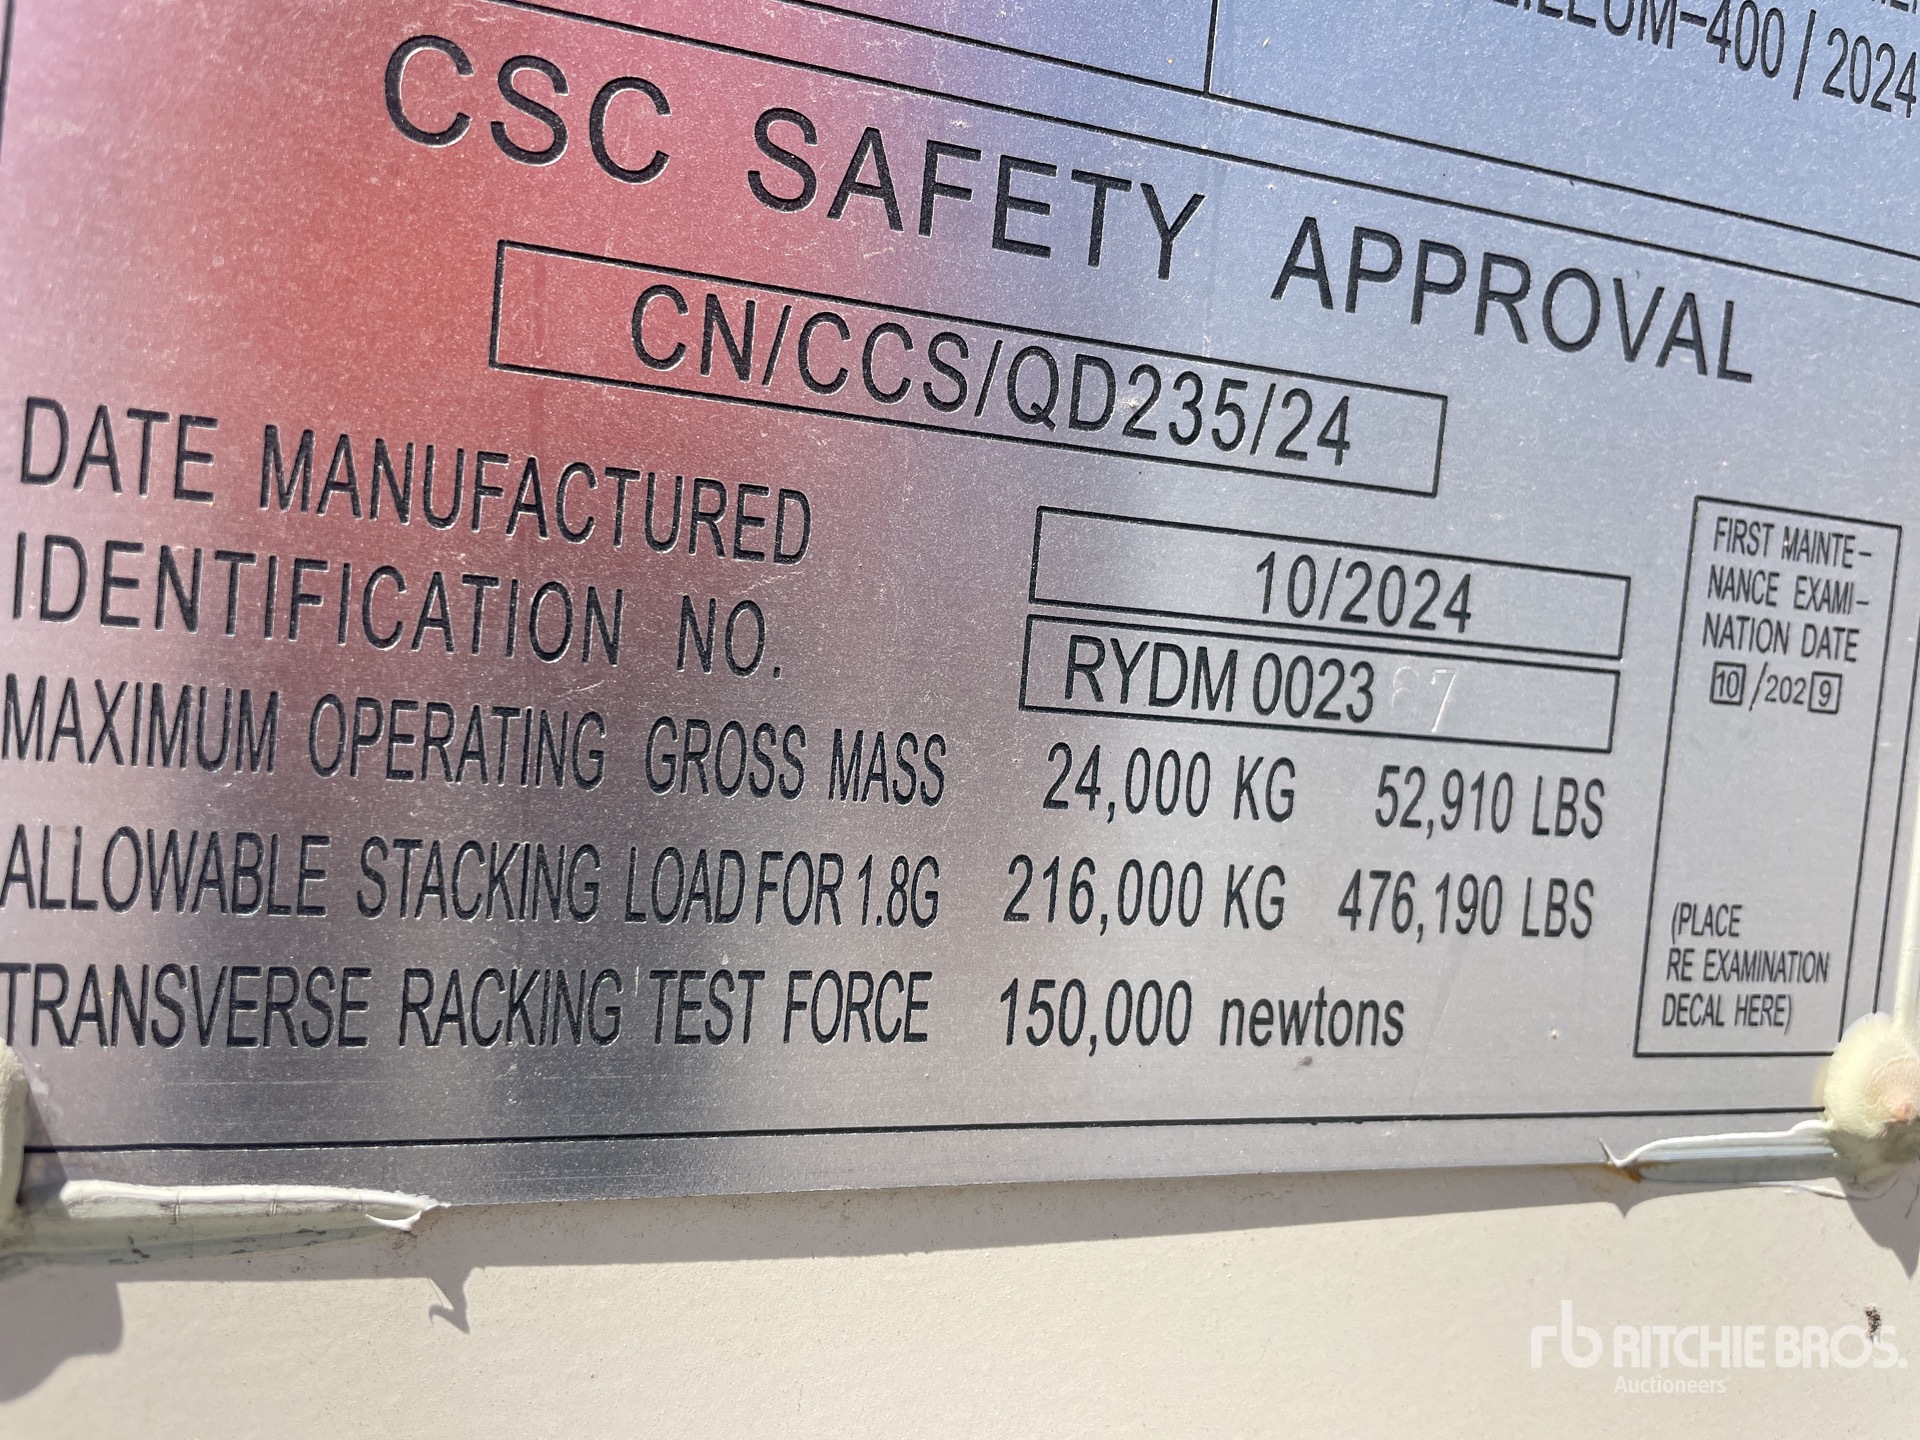 -400 / 2024
CSC SAFETY APPROVAL
CN/CCS/QD235/24
DATE MANUFACTURED 10/2024
IDENTIFICATION NO. RYDM 0023
MAXIMUM OPERATING GROSS MASS 24,000 KG 52,910 LBS
ALLOWABLE STACKING LOAD FOR 1.8G 216,000 KG 476,190 LBS
TRANSVERSE RACKING TEST FORCE 150,000 newtons
FIRST MAINTE-
NANCE EXAMI-
NATION DATE
10/2029
(PLACE
RE EXAMINATION
DECAL HERE)
rb RITCHIE BROS.
Auctioneers